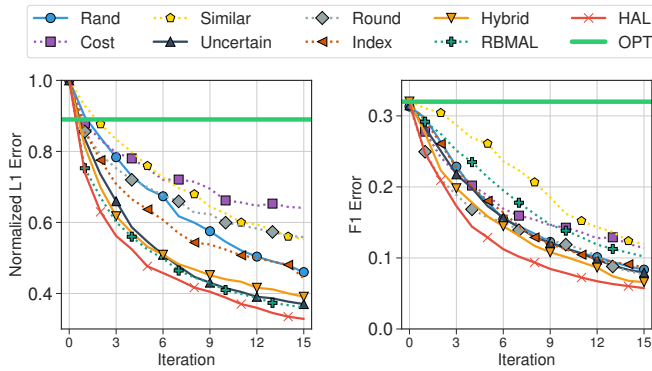 Rand Similar Round Hybrid HAL
Cost Uncertain Index RBMAL OPT
1.0
0.8
0.6
0.4
0 3 6 9 12 15
Iteration
Normalized L1 Error
0.3
0.2
0.1
0.0
0 3 6 9 12 15
Iteration
F1 Error